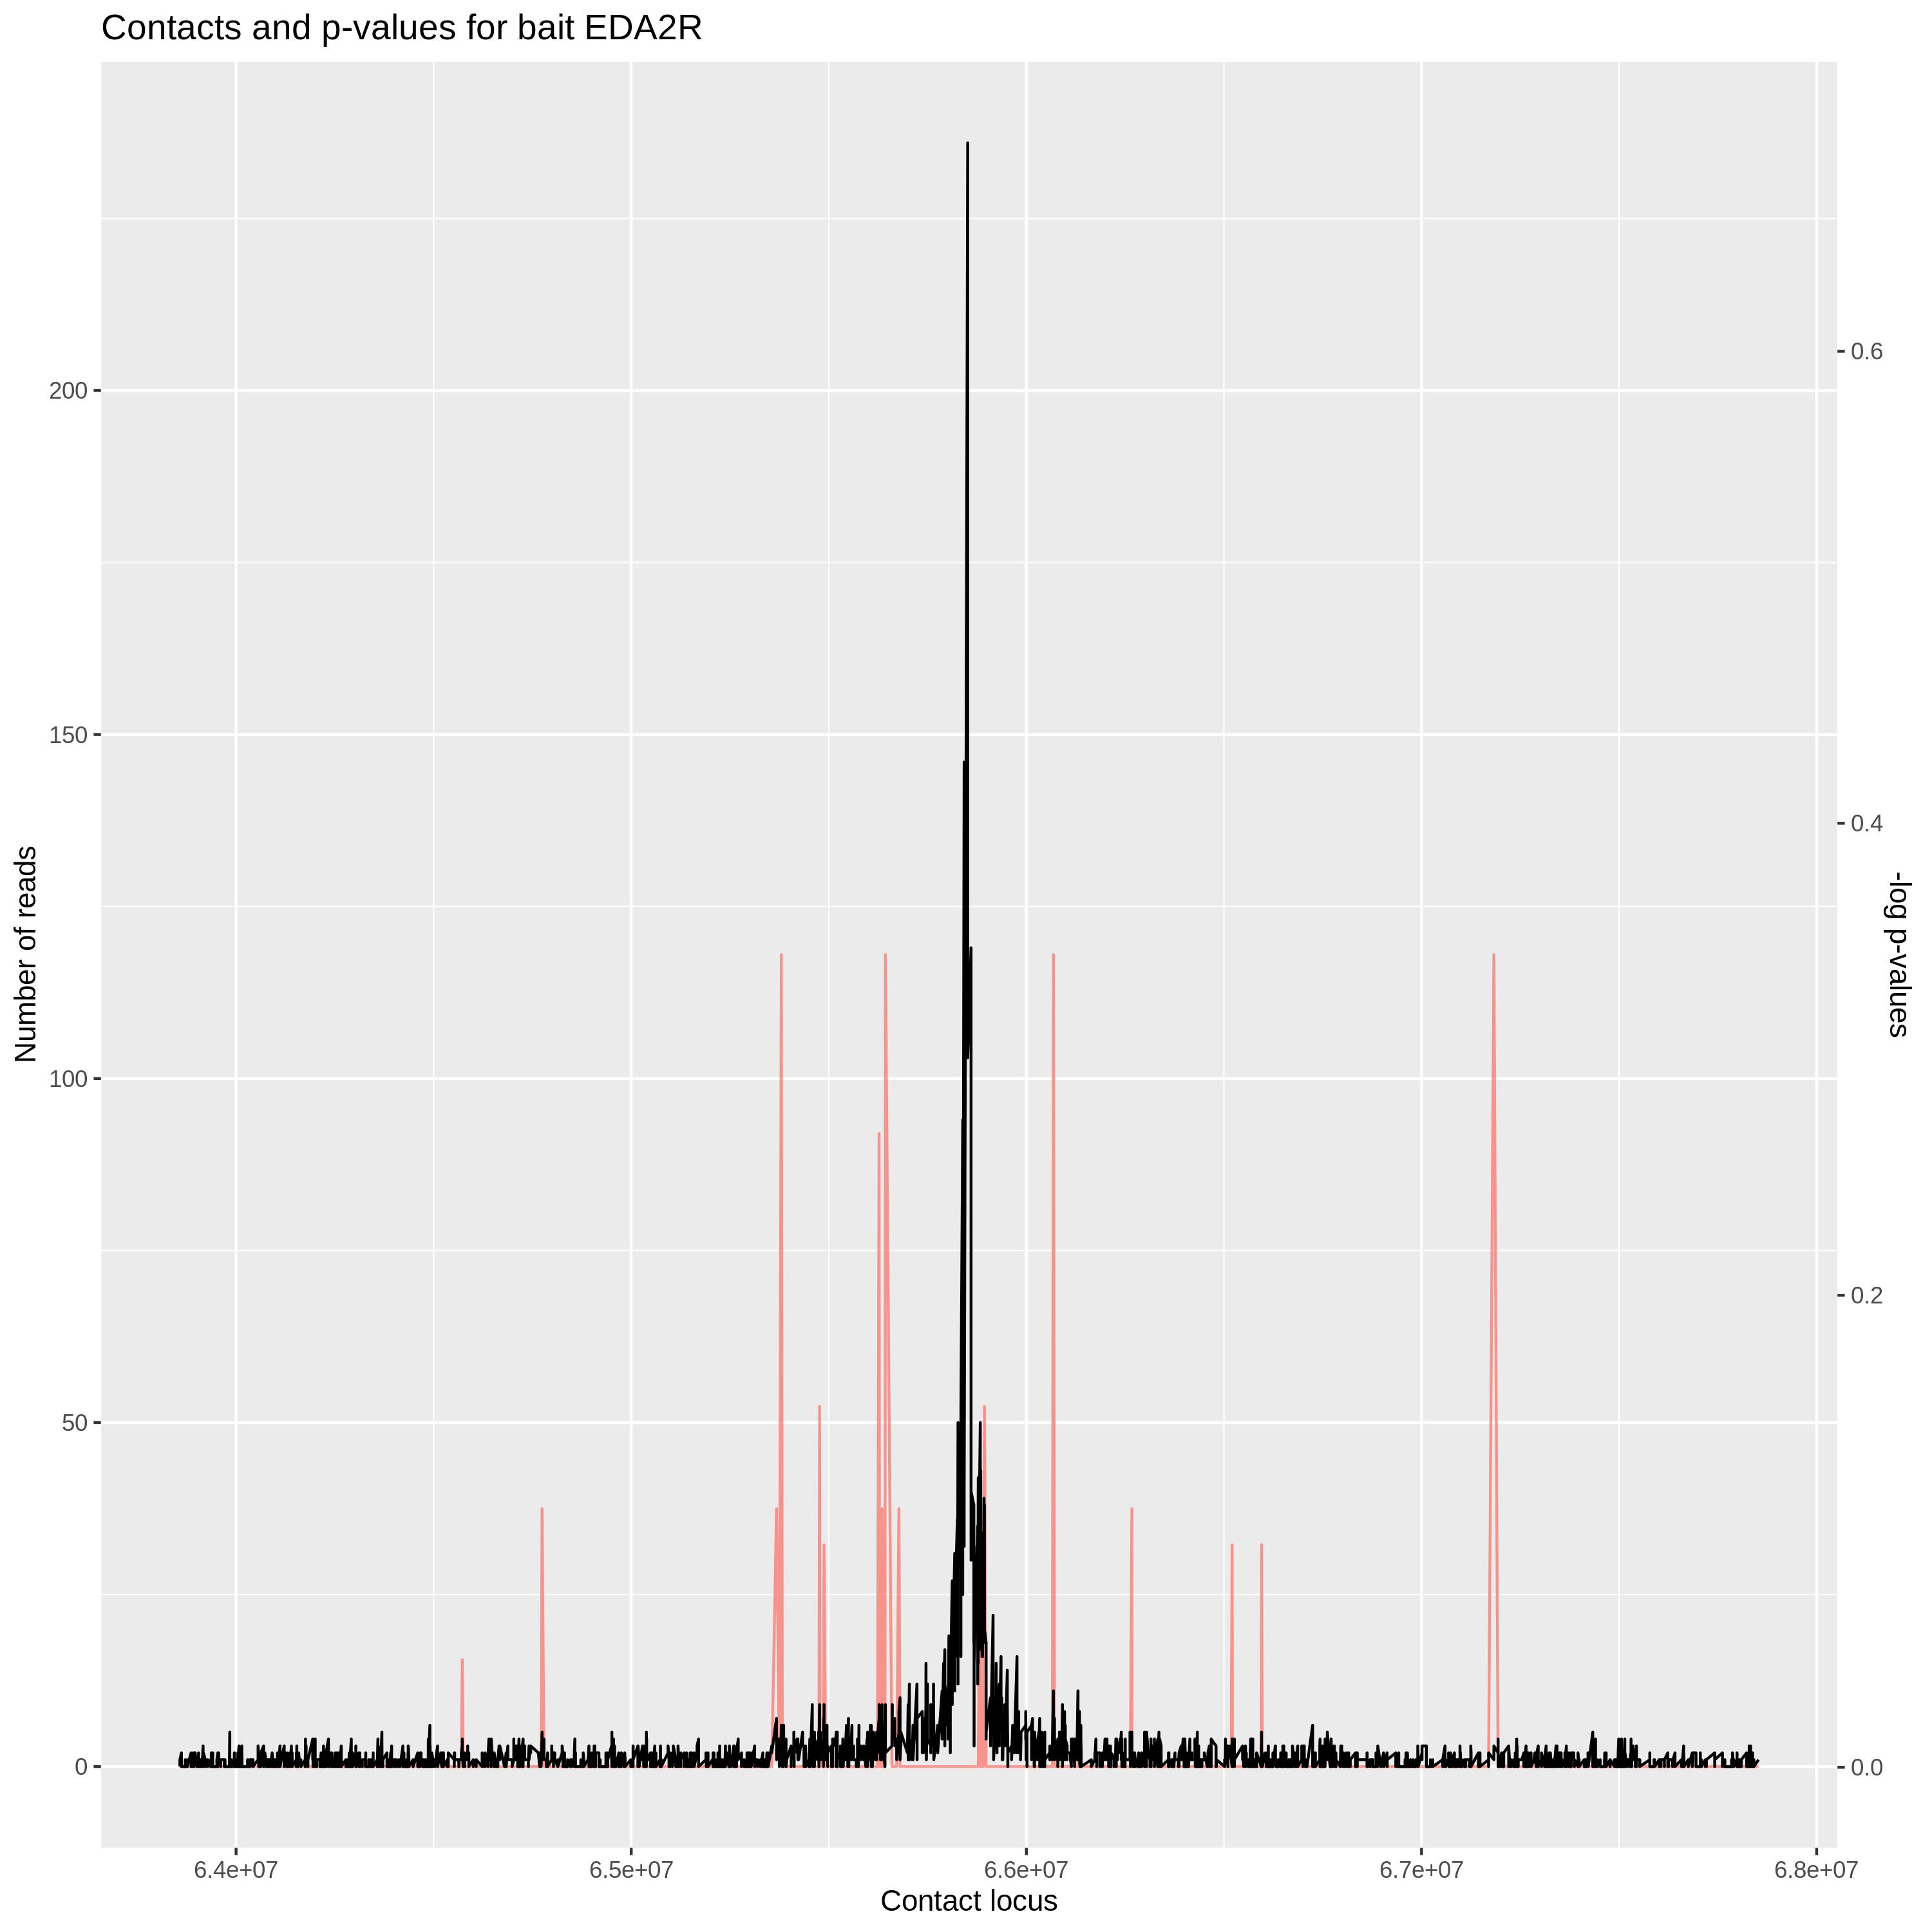 Contacts and p-values for bait EDA2R
Number of reads
200
150
100
50
0
0.6
0.4
0.2
0.0
-log p-values
6.4e+07
6.5e+07
6.6e+07
6.7e+07
6.8e+07
Contact locus